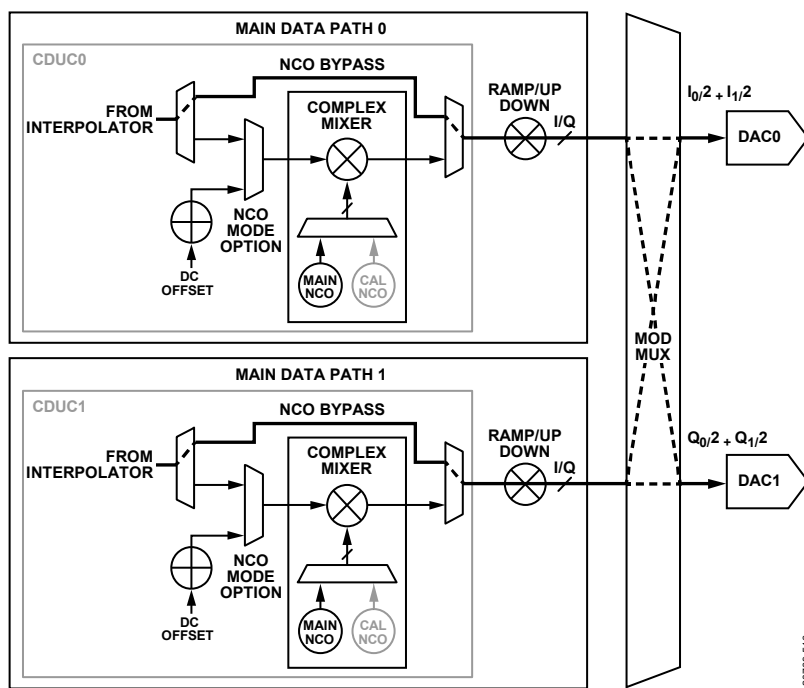 MAIN DATA PATH 0
CDUC0
NCO BYPASS
FROM
INTERPOLATOR
COMPLEX
MIXER
RAMP/UP
DOWN
I/Q
I0/2 + I1/2
DAC0
NCO
MODE
OPTION
DC
OFFSET
MAIN
NCO
CAL
NCO
MOD
MUX
MAIN DATA PATH 1
CDUC1
NCO BYPASS
FROM
INTERPOLATOR
COMPLEX
MIXER
RAMP/UP
DOWN
I/Q
Q0/2 + Q1/2
DAC1
NCO
MODE
OPTION
DC
OFFSET
MAIN
NCO
CAL
NCO